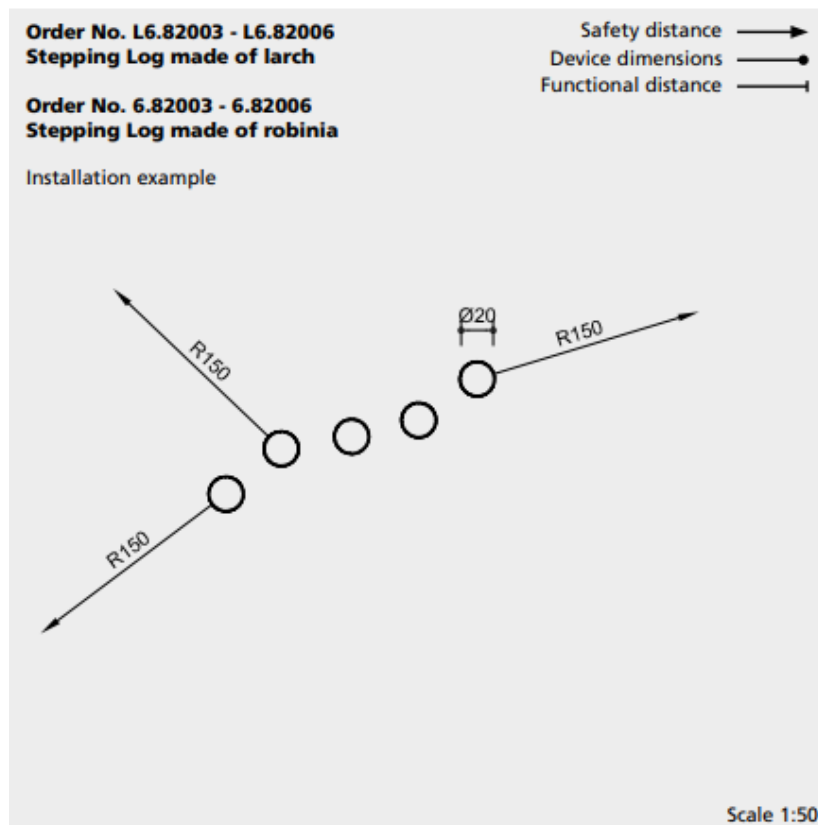 Order No. L6.82003 - L6.82006
Stepping Log made of larch
Order No. 6.82003 - 6.82006
Stepping Log made of robinia
Installation example
Safety distance
Device dimensions
Functional distance
Ø20
R150
R150
R150
Scale 1:50